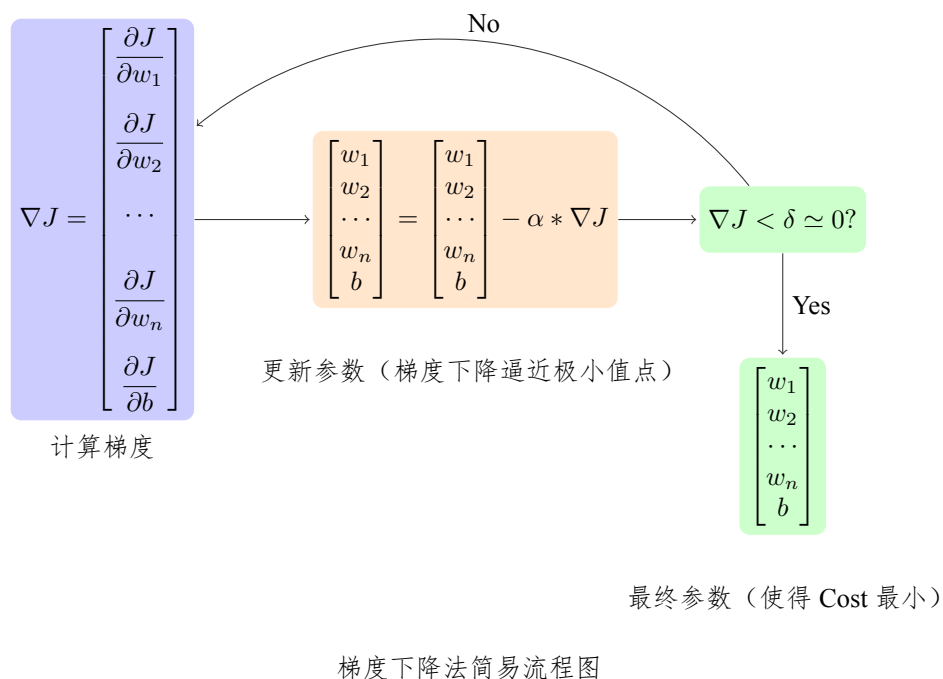 No
∇J = [∂J/∂w₁ ∂J/∂w₂ ⋯ ∂J/∂wₙ ∂J/∂b]
[w₁ w₂ ⋯ wₙ b] = [w₁ w₂ ⋯ wₙ b] − α * ∇J
∇J < δ ≃ 0?
Yes
更新参数（梯度下降逼近极小值点）
计算梯度
[w₁ w₂ ⋯ wₙ b]
最终参数（使得 Cost 最小）
梯度下降法简易流程图